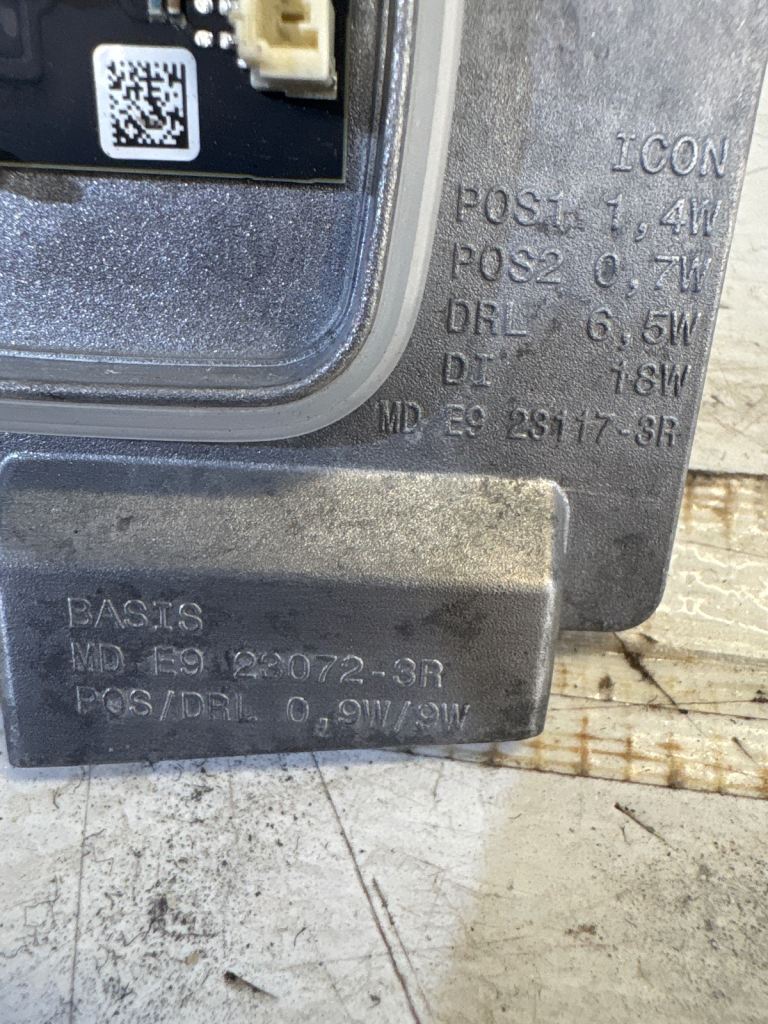 ICON
POS1 1,4W
POS2 0,7W
DRL 6,5W
DI 18W
MD E9 23117-3R
BASIS
MD E9 23072-3R
POS/DRL 0,9W/9W